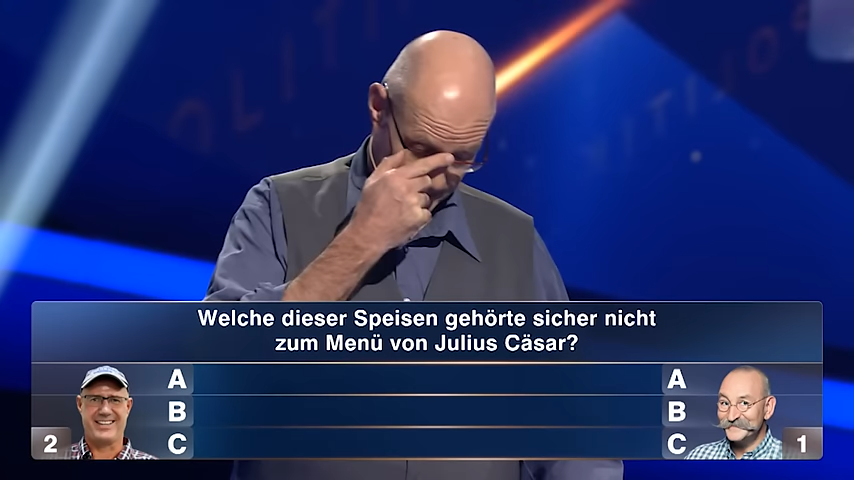 Welche dieser Speisen gehörte sicher nicht
zum Menü von Julius Cäsar?
A A
B B
2 C C 1